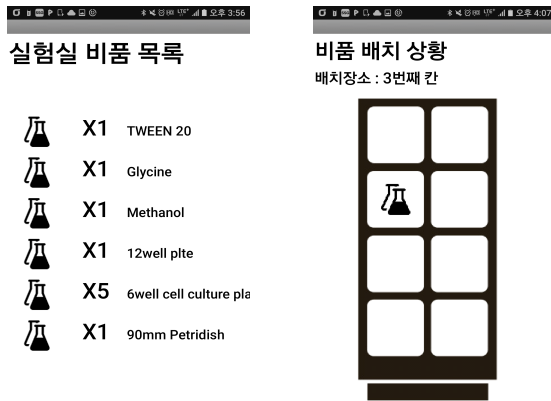 오후 3:56
실험실 비품 목록
X1 TWEEN 20
X1 Glycine
X1 Methanol
X1 12well plte
X5 6well cell culture pla
X1 90mm Petridish
오후 4:07
비품 배치 상황
배치장소 : 3번째 칸